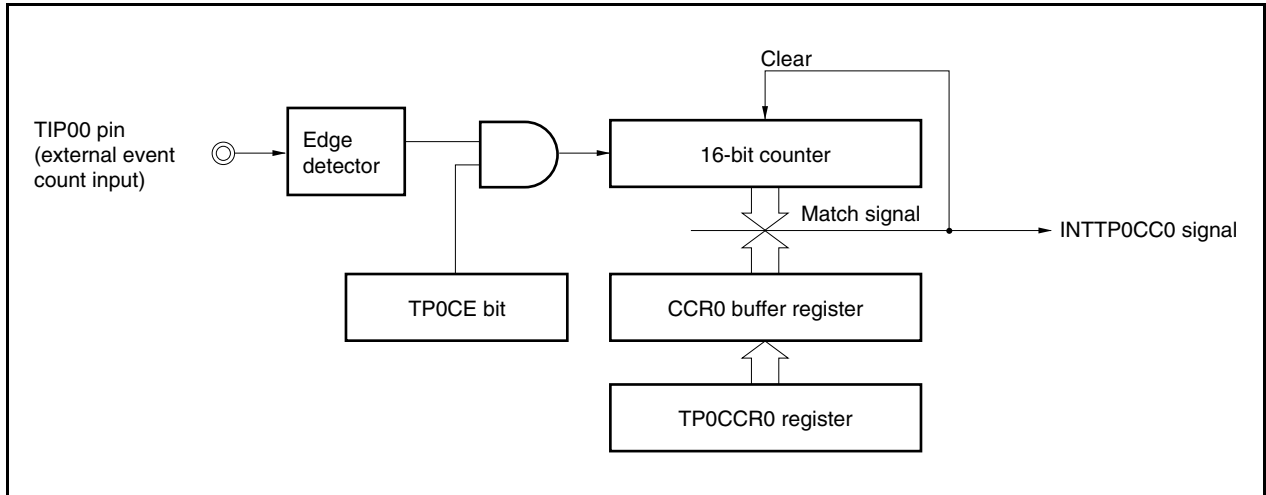 Clear
TIP00 pin
(external event
count input)
Edge
detector
16-bit counter
Match signal
INTTP0CC0 signal
TP0CE bit
CCR0 buffer register
TP0CCR0 register